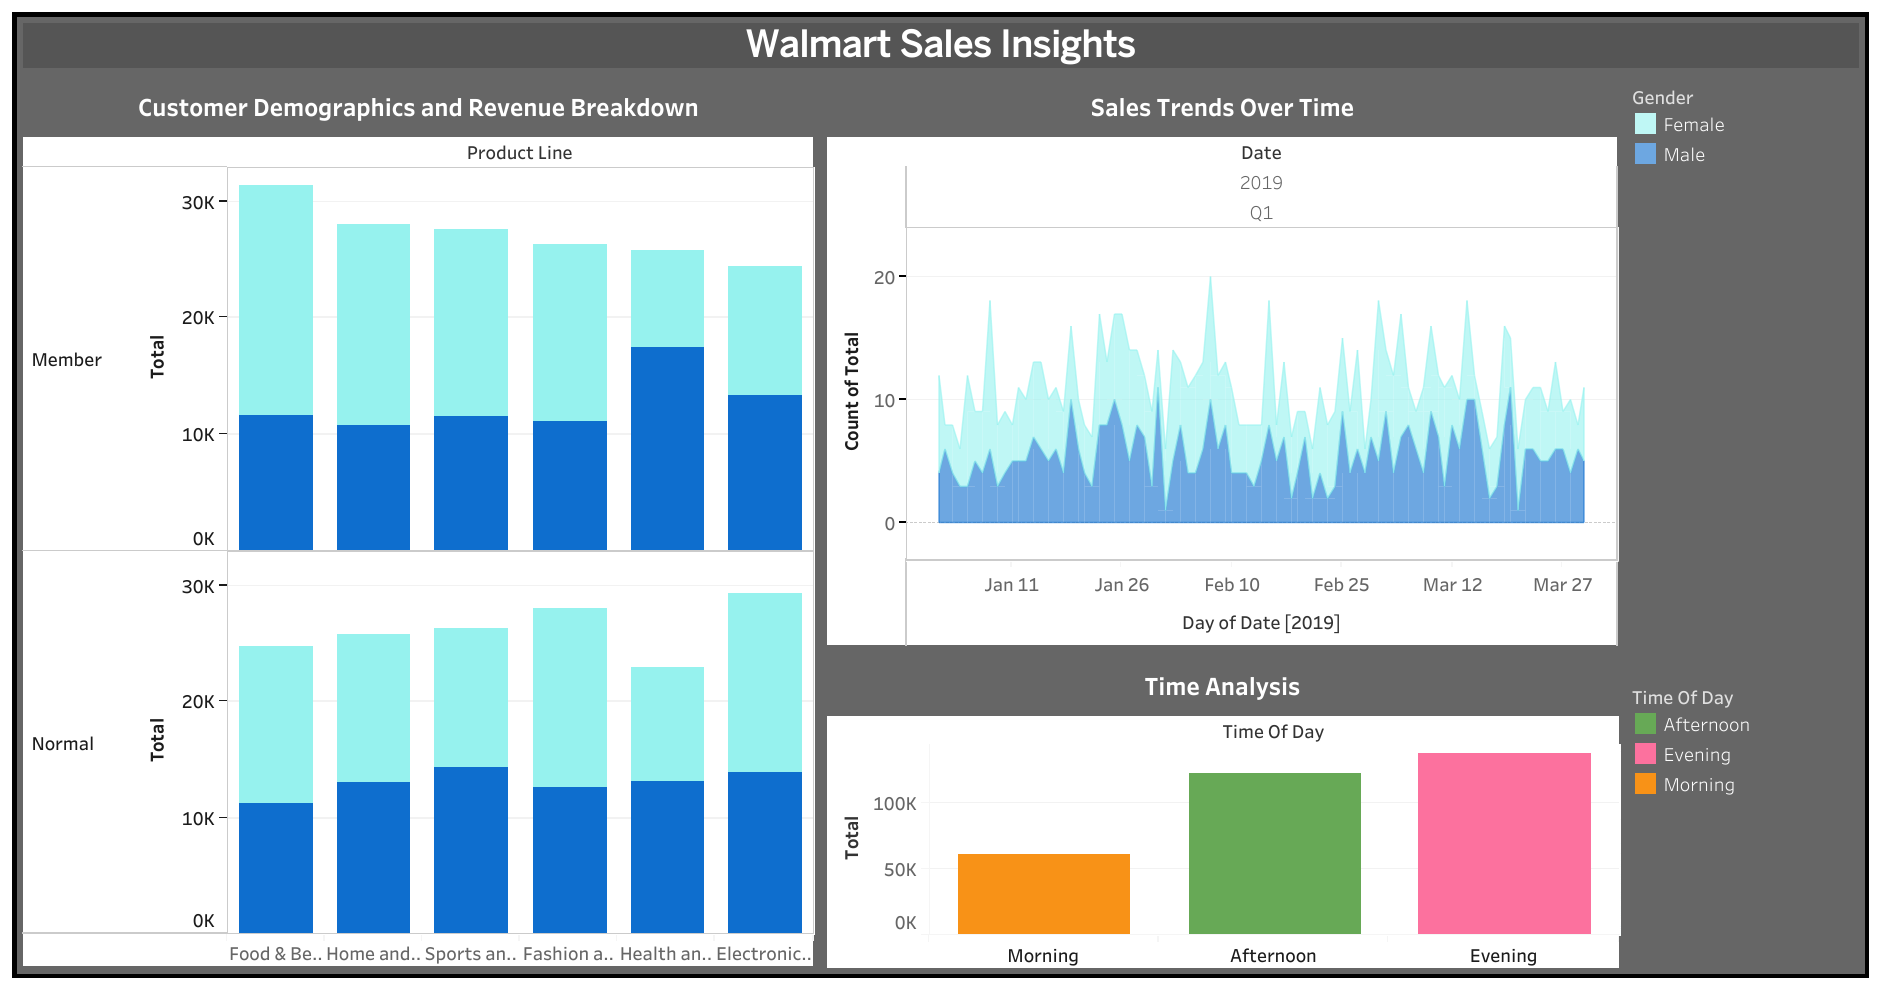 Walmart Sales Insights
Customer Demographics and Revenue Breakdown
Product Line
Member
Total
30K
20K
10K
0K
Normal
Total
30K
20K
10K
0K
Food & Be..
Home and..
Sports an..
Fashion a..
Health an..
Electronic..
Sales Trends Over Time
Date
2019
Q1
Count of Total
20
10
0
Jan 11
Jan 26
Feb 10
Feb 25
Mar 12
Mar 27
Day of Date [2019]
Gender
Female
Male
Time Analysis
Time Of Day
Total
100K
50K
0K
Morning
Afternoon
Evening
Time Of Day
Afternoon
Evening
Morning